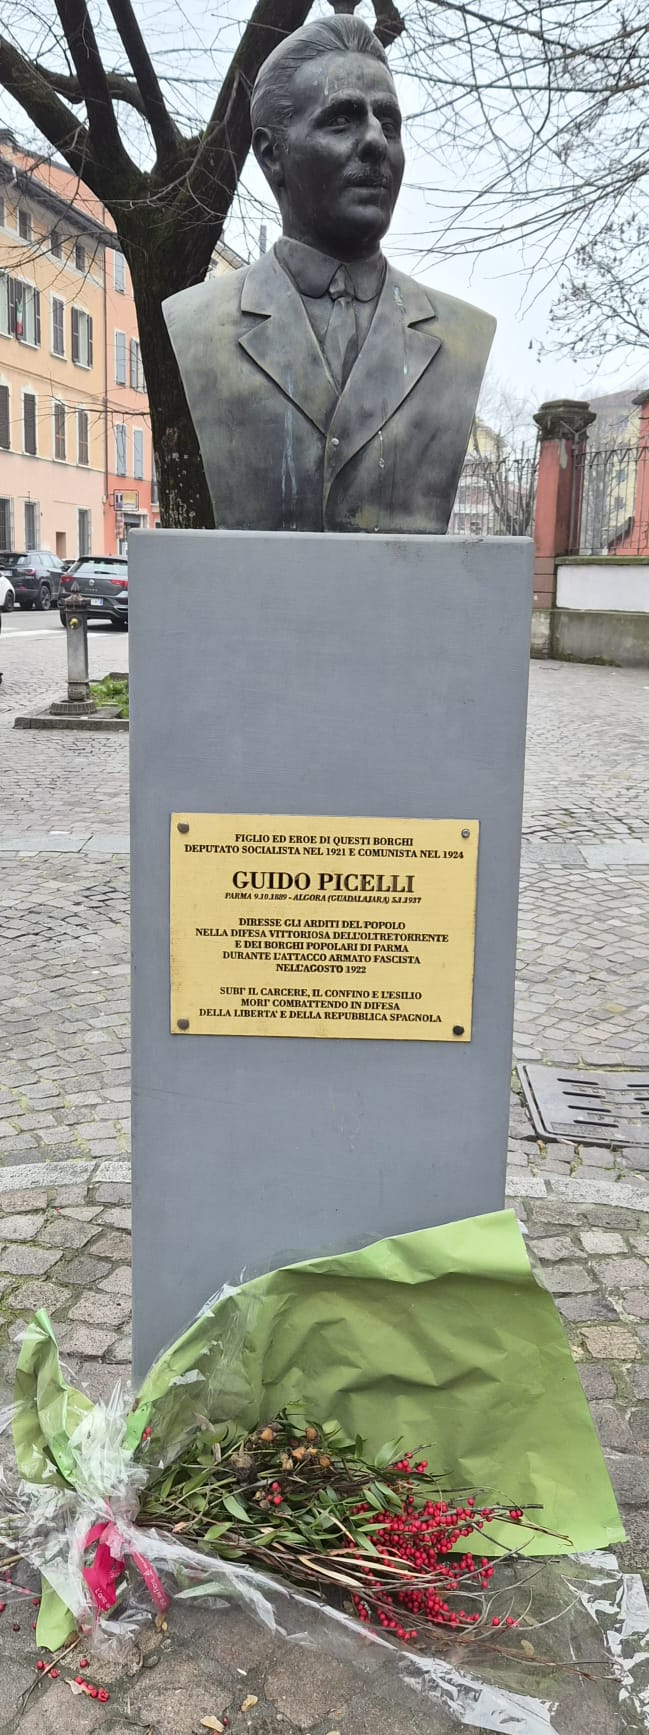 FIGLIO ED EROE DI QUESTI BORGHI
DEPUTATO SOCIALISTA NEL 1921 E COMUNISTA NEL 1924
GUIDO PICELLI
PARMA 9.10.1889 - ALGORA (GUADALAJARA) 5.1.1937
DIRESSE GLI ARDITI DEL POPOLO
NELLA DIFESA VITTORIOSA DELL'OLTRETORRENTE
E DEI BORGHI POPOLARI DI PARMA
DURANTE L'ATTACCO ARMATO FASCISTA
NELL'AGOSTO 1922
SUBI' IL CARCERE, IL CONFINO E L'ESILIO
MORI' COMBATTENDO IN DIFESA
DELLA LIBERTA' E DELLA REPUBBLICA SPAGNOLA